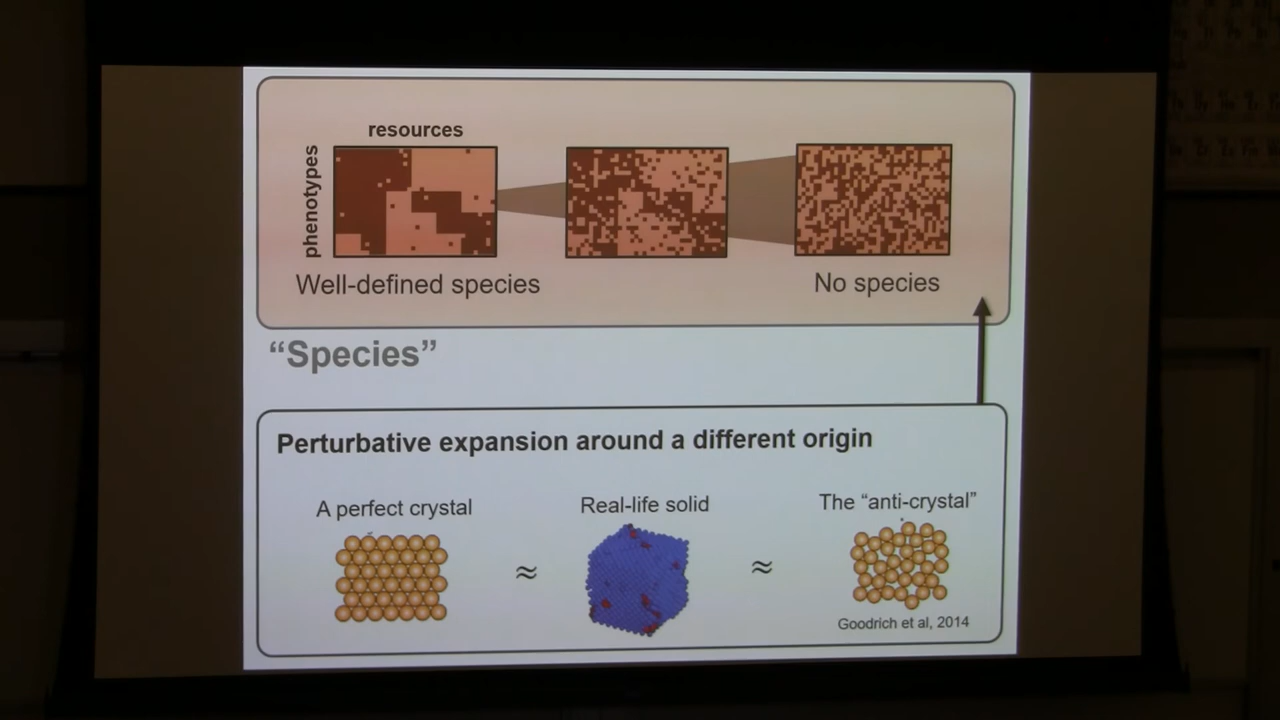 resources
phenotypes
Well-defined species
No species
“Species”
Perturbative expansion around a different origin
A perfect crystal
Real-life solid
The “anti-crystal”
≈
≈
Goodrich et al, 2014